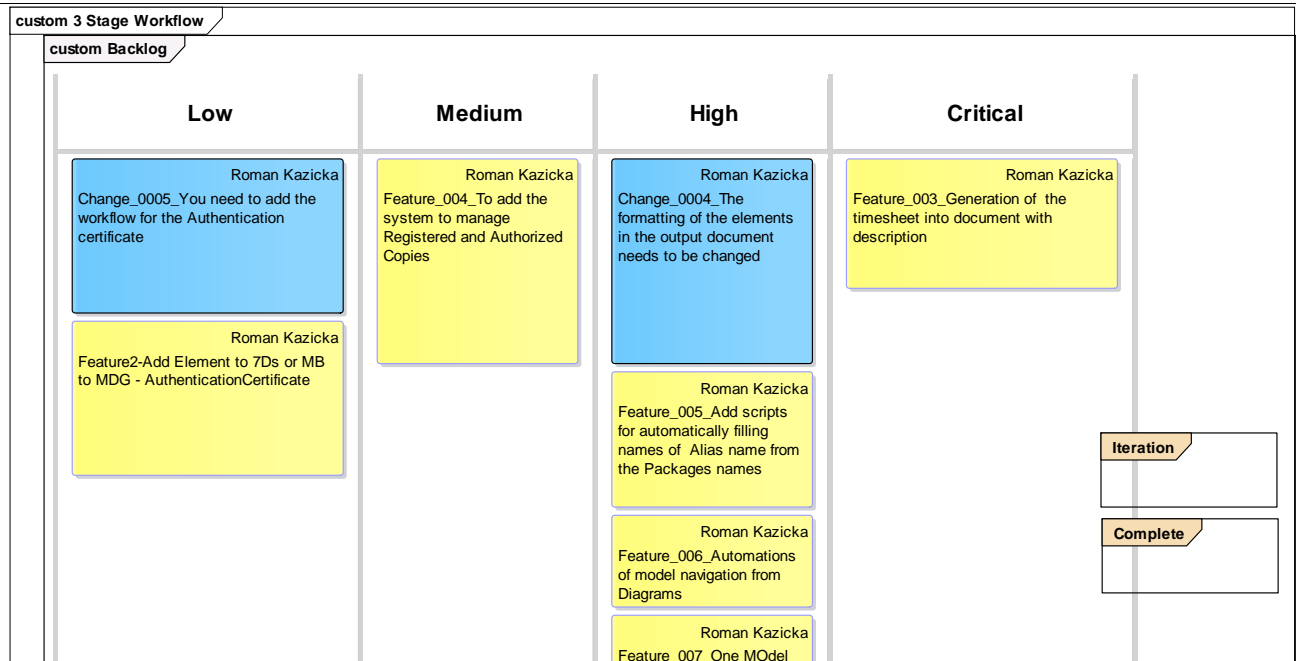 custom 3 Stage Workflow
custom Backlog
Low
Medium
High
Critical
Roman Kazicka
Change_0005_You need to add the
workflow for the Authentication
certificate
Roman Kazicka
Feature2-Add Element to 7Ds or MB
to MDG - AuthenticationCertificate
Roman Kazicka
Feature_004_To add the
system to manage
Registered and Authorized
Copies
Roman Kazicka
Change_0004_The
formatting of the elements
in the output document
needs to be changed
Roman Kazicka
Feature_005_Add scripts
for automatically filling
names of  Alias name from
the Packages names
Roman Kazicka
Feature_006_Automations
of model navigation from
Diagrams
Roman Kazicka
Feature_007_One MOdel
Roman Kazicka
Feature_003_Generation of  the
timesheet into document with
description
Iteration
Complete